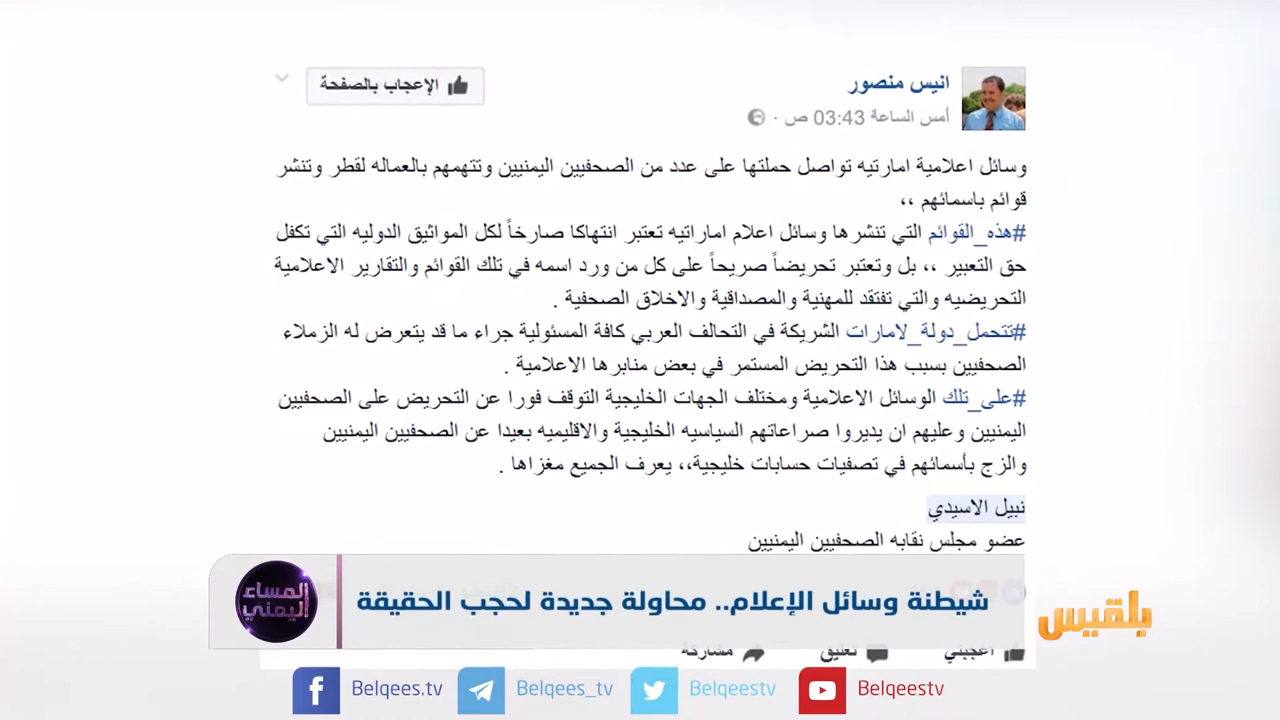 انيس منصور
الإعجاب بالصفحة
أمس الساعة 03:43 ص ·
وسائل اعلامية امارتيه تواصل حملتها على عدد من الصحفيين اليمنيين وتتهمهم بالعماله لقطر وتنشر
قوائم باسمائهم ،،
#هذه_القوائم التي تنشرها وسائل اعلام اماراتيه تعتبر انتهاكا صارخاً لكل المواثيق الدوليه التي تكفل
حق التعبير ،، بل وتعتبر تحريضاً صريحاً على كل من ورد اسمه في تلك القوائم والتقارير الاعلامية
التحريضيه والتي تفتقد للمهنية والمصداقية والاخلاق الصحفية .
#تتحمل_دولة_لامارات الشريكة في التحالف العربي كافة المسئولية جراء ما قد يتعرض له الزملاء
الصحفيين بسبب هذا التحريض المستمر في بعض منابرها الاعلامية .
#على_تلك الوسائل الاعلامية ومختلف الجهات الخليجية التوقف فورا عن التحريض على الصحفيين
اليمنيين وعليهم ان يديروا صراعاتهم السياسيه الخليجية والاقليميه بعيدا عن الصحفيين اليمنيين
والزج بأسمائهم في تصفيات حسابات خليجية،، يعرف الجميع مغزاها .
نبيل الاسيدي
عضو مجلس نقابه الصحفيين اليمنيين
شيطنة وسائل الإعلام.. محاولة جديدة لحجب الحقيقة
المساء
اليمني
بلقيس
اعجبني تعليق مشاركة
Belqees.tv Belqees_tv Belqeestv Belqeestv